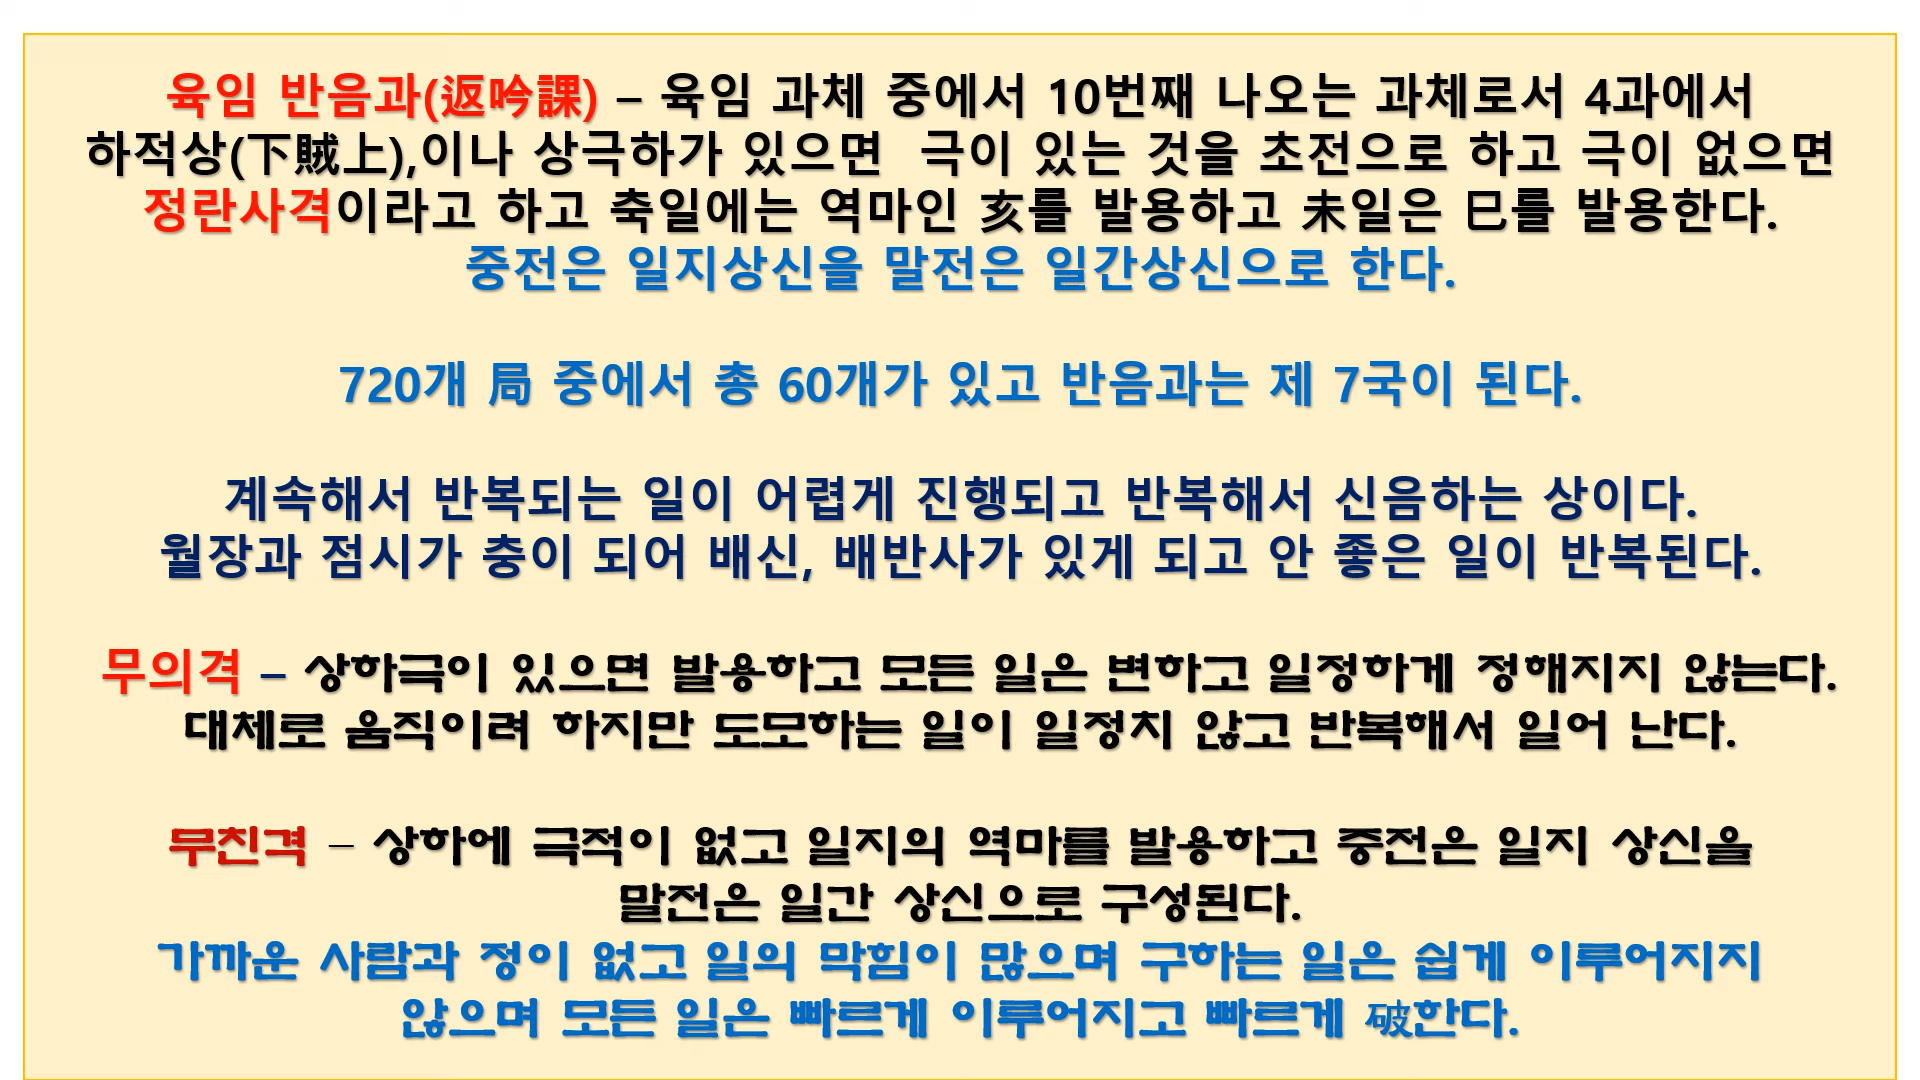 육임 반음과(返吟課) – 육임 과체 중에서 10번째 나오는 과체로서 4과에서
하적상(下賊上),이나 상극하가 있으면 극이 있는 것을 초전으로 하고 극이 없으면
정란사격이라고 하고 축일에는 역마인 亥를 발용하고 未일은 巳를 발용한다.
중전은 일지상신을 말전은 일간상신으로 한다.
720개 局 중에서 총 60개가 있고 반음과는 제 7국이 된다.
계속해서 반복되는 일이 어렵게 진행되고 반복해서 신음하는 상이다.
월장과 점시가 충이 되어 배신, 배반사가 있게 되고 안 좋은 일이 반복된다.
무의격 – 상하극이 있으면 발용하고 모든 일은 변하고 일정하게 정해지지 않는다.
대체로 움직이려 하지만 도모하는 일이 일정치 않고 반복해서 일어 난다.
무친격 – 상하에 극적이 없고 일지의 역마를 발용하고 중전은 일지 상신을
말전은 일간 상신으로 구성된다.
가까운 사람과 정이 없고 일의 막힘이 많으며 구하는 일은 쉽게 이루어지지
않으며 모든 일은 빠르게 이루어지고 빠르게 破한다.